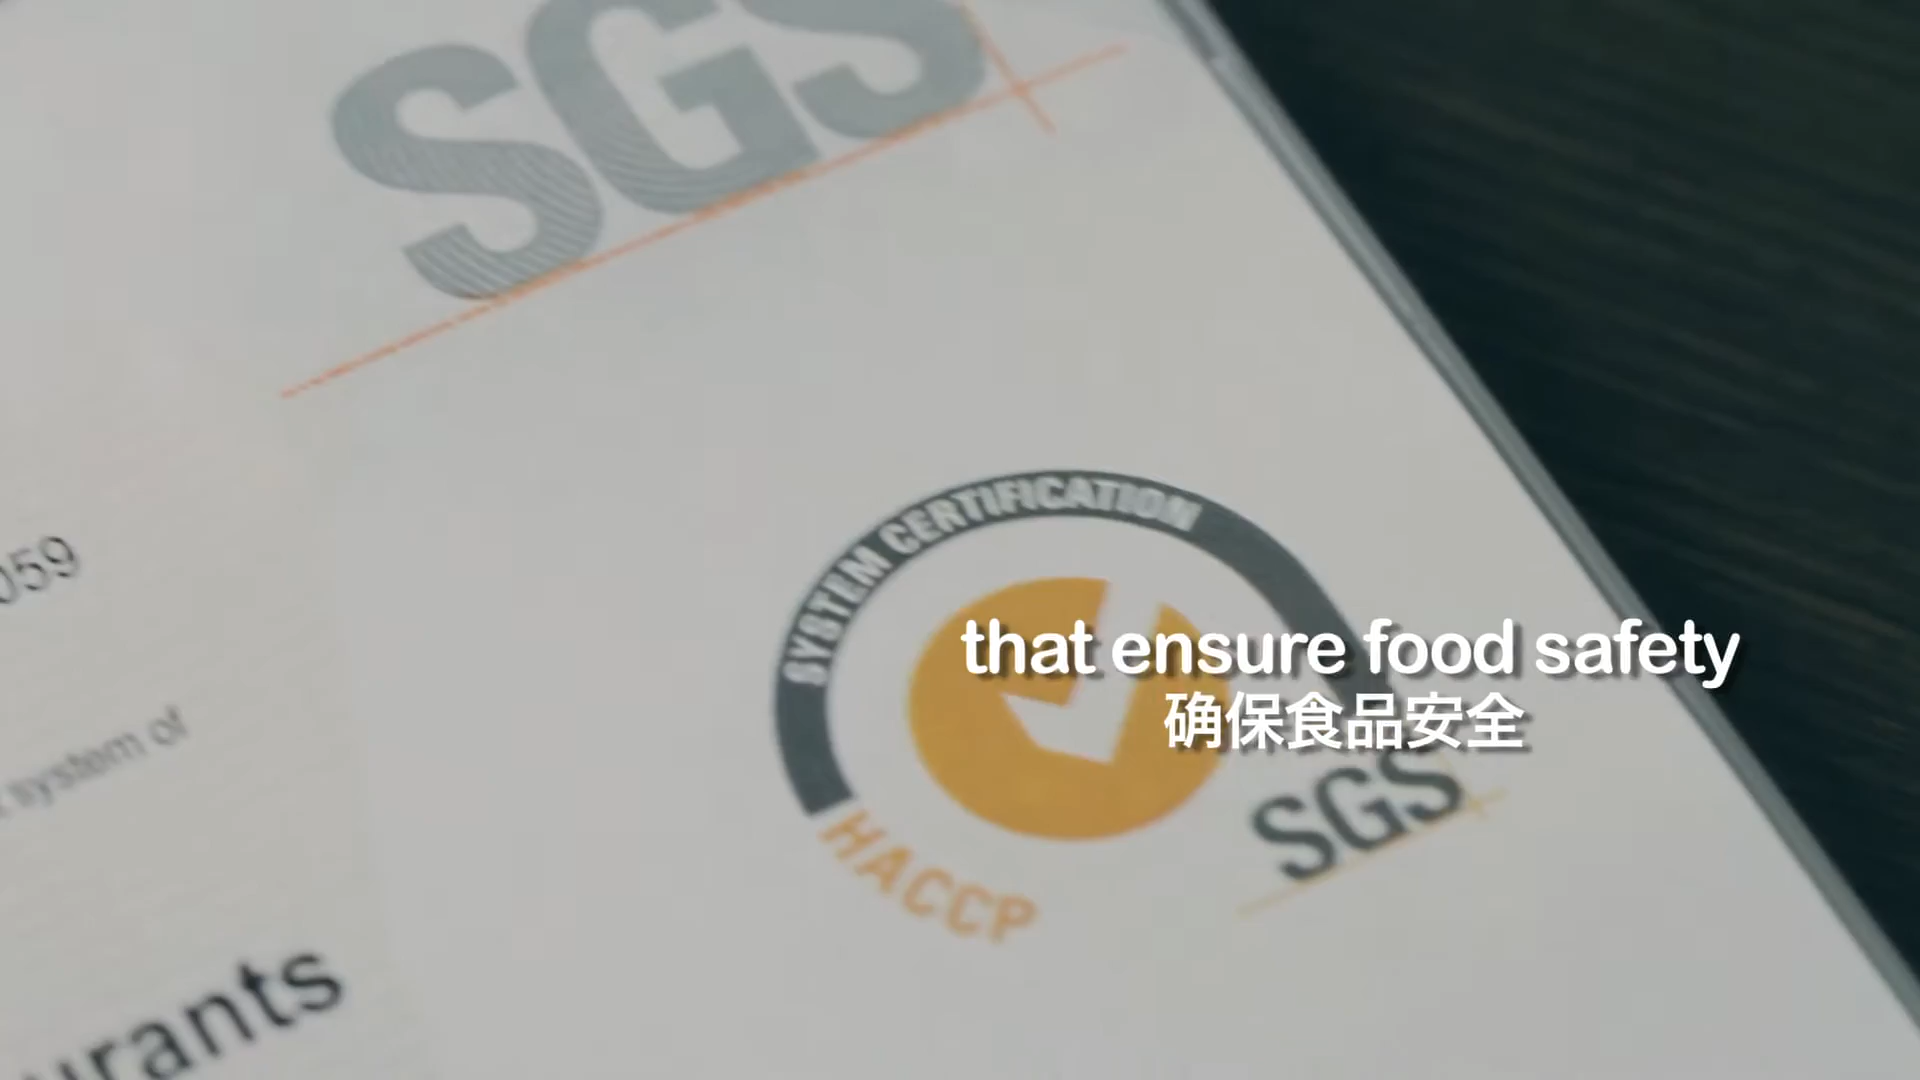 SGS
059
system of
SYSTEM CERTIFICATION
that ensure food safety
确保食品安全
SGS
HACCP
urants